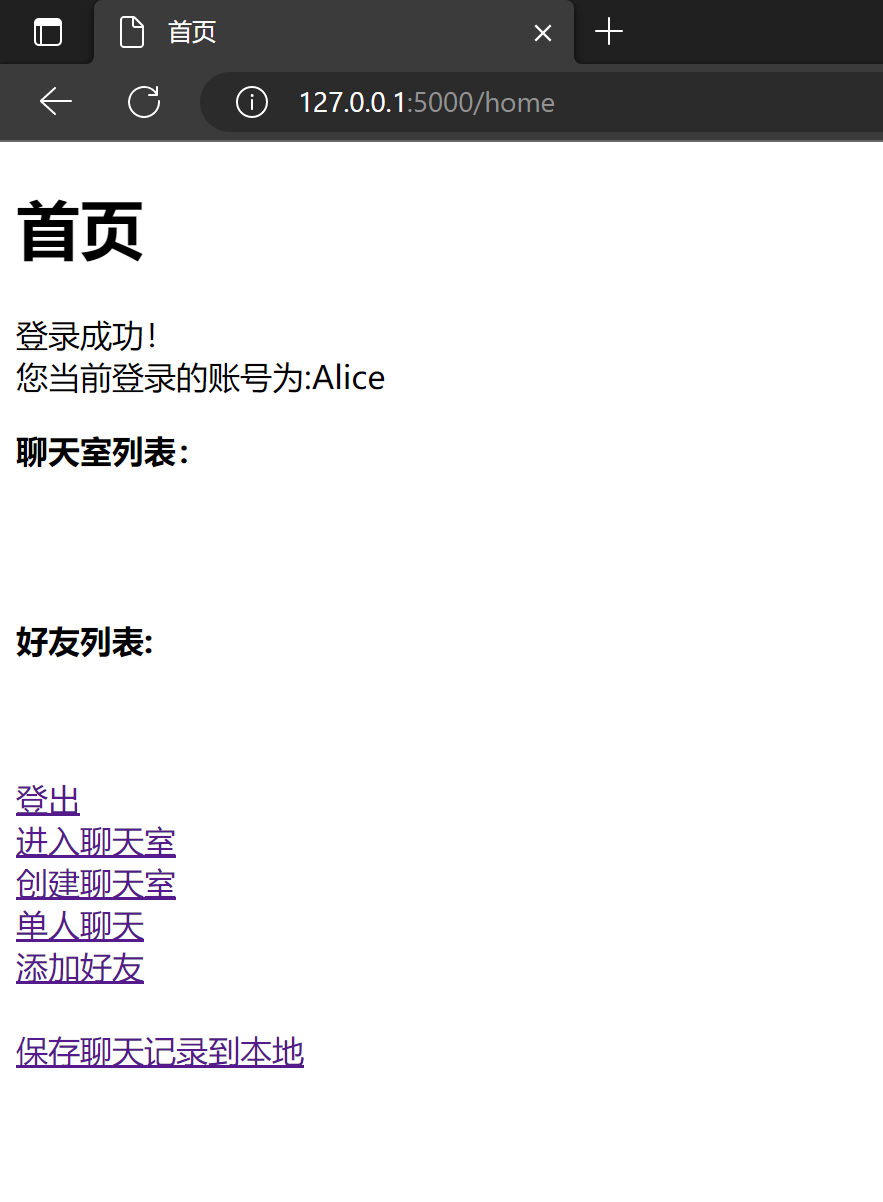 首页
127.0.0.1:5000/home
首页
登录成功！
您当前登录的账号为:Alice
聊天室列表：
好友列表:
登出
进入聊天室
创建聊天室
单人聊天
添加好友
保存聊天记录到本地